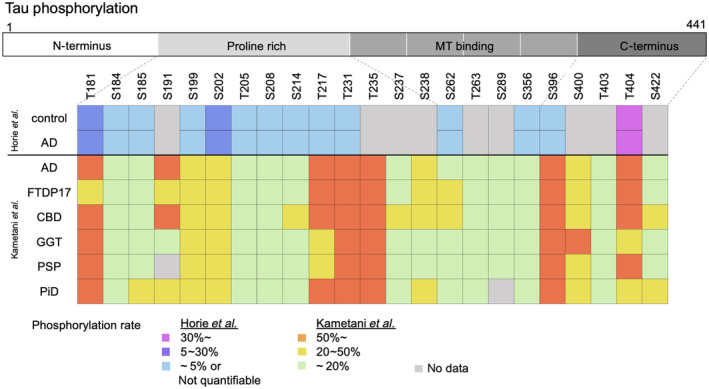 Tau phosphorylation
1 441
N-terminus Proline rich MT binding C-terminus
T181 S184 S185 S191 S199 S202 T205 S208 S214 T217 T231 T235 S237 S238 S262 T263 S289 S356 S396 S400 T403 T404 S422
Horie et al.
control
AD
Kametani et al.
AD
FTDP17
CBD
GGT
PSP
PiD
Phosphorylation rate
Horie et al.
30%~
5~30%
~ 5% or
Not quantifiable
Kametani et al.
50%~
20~50%
~ 20%
No data